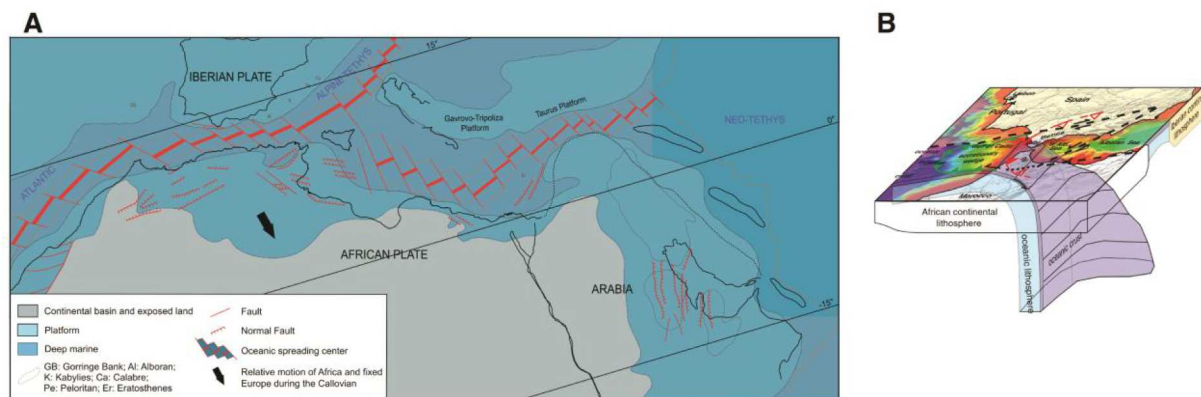 A
B
15°
IBERIAN PLATE
ALPINE TETHYS
Gavrovo-Tripoliza
Platform
Taurus Platform
0°
NEO-TETHYS
ATLANTIC
AFRICAN PLATE
ARABIA
-15°
Continental basin and exposed land
Platform
Deep marine
GB: Gorringe Bank; Al: Alboran;
K: Kabylies; Ca: Calabre;
Pe: Peloritan; Er: Eratosthenes
Fault
Normal Fault
Oceanic spreading center
Relative motion of Africa and fixed
Europe during the Callovian
Lisbon
Portugal
Spain
Betics
Morocco
African continental
lithosphere
oceanic lithosphere
oceanic crust
lithosphere